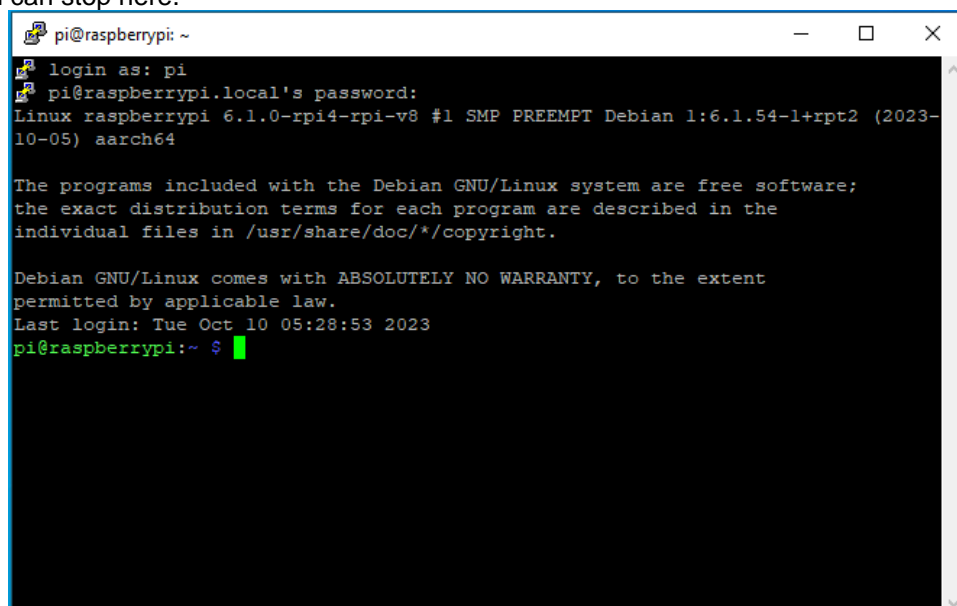 can stop here.
pi@raspberrypi: ~
login as: pi
pi@raspberrypi.local's password:
Linux raspberrypi 6.1.0-rpi4-rpi-v8 #1 SMP PREEMPT Debian 1:6.1.54-1+rpt2 (2023-
10-05) aarch64
The programs included with the Debian GNU/Linux system are free software;
the exact distribution terms for each program are described in the
individual files in /usr/share/doc/*/copyright.
Debian GNU/Linux comes with ABSOLUTELY NO WARRANTY, to the extent
permitted by applicable law.
Last login: Tue Oct 10 05:28:53 2023
pi@raspberrypi:~ $